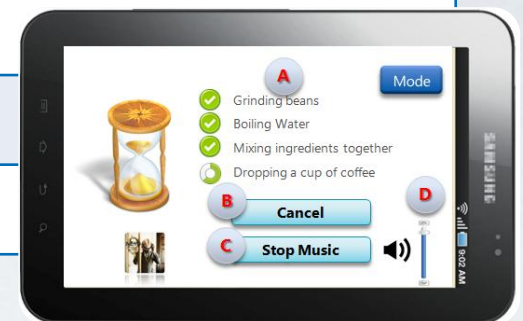 A
Mode
Grinding beans
Boiling Water
Mixing ingredients together
Dropping a cup of coffee
B
Cancel
D
C
Stop Music
SAMSUNG
9:02 AM